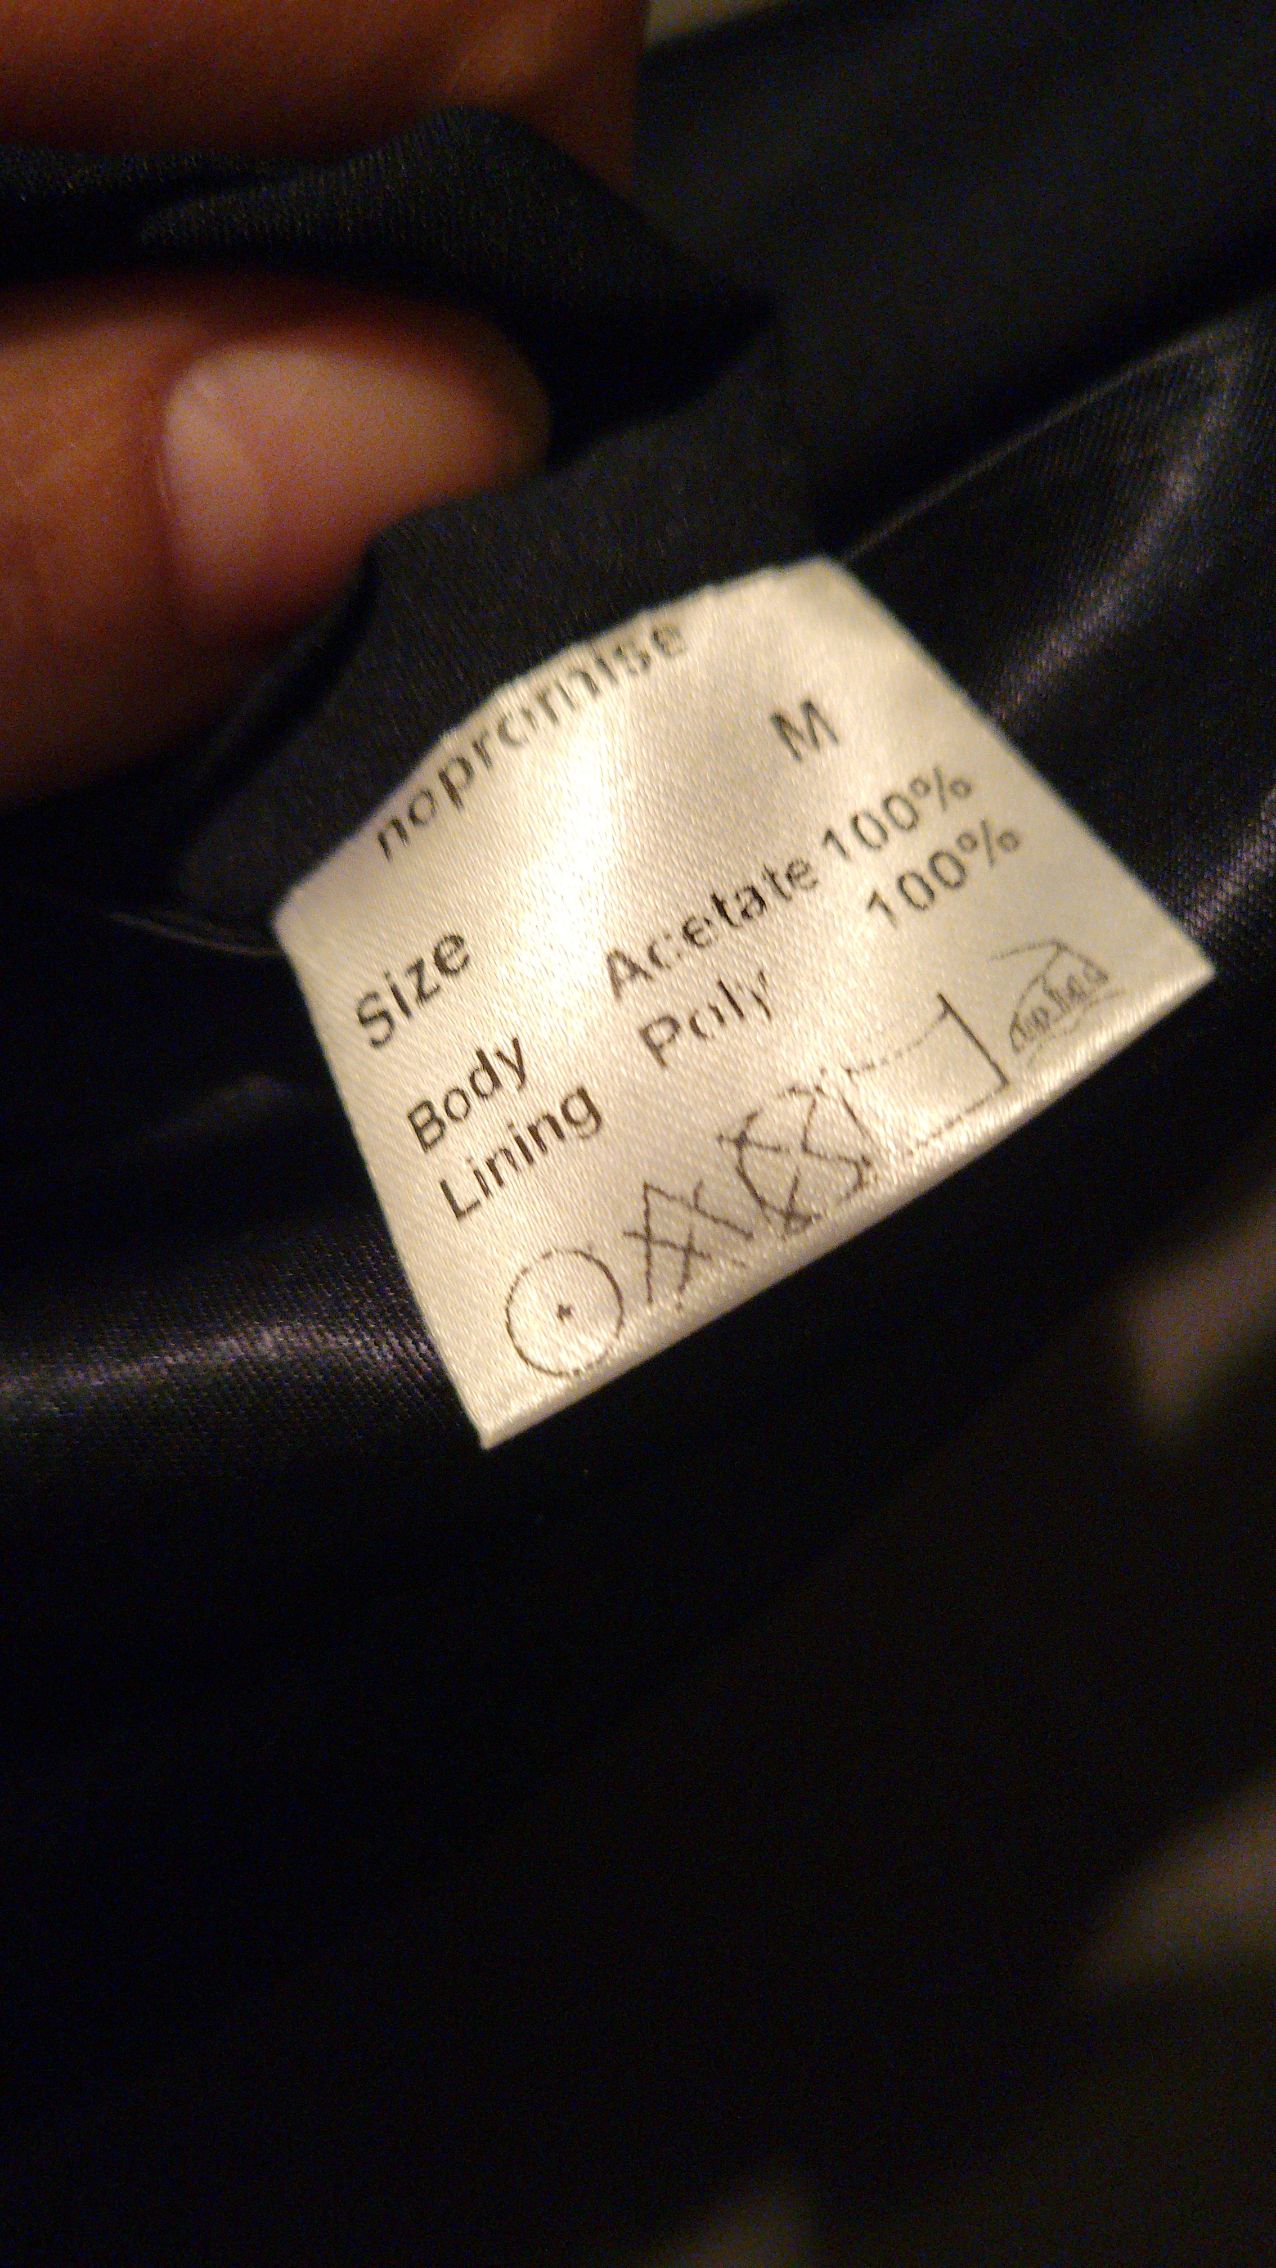 nopromise
Size M
Body Acetate 100%
Lining Poly 100%